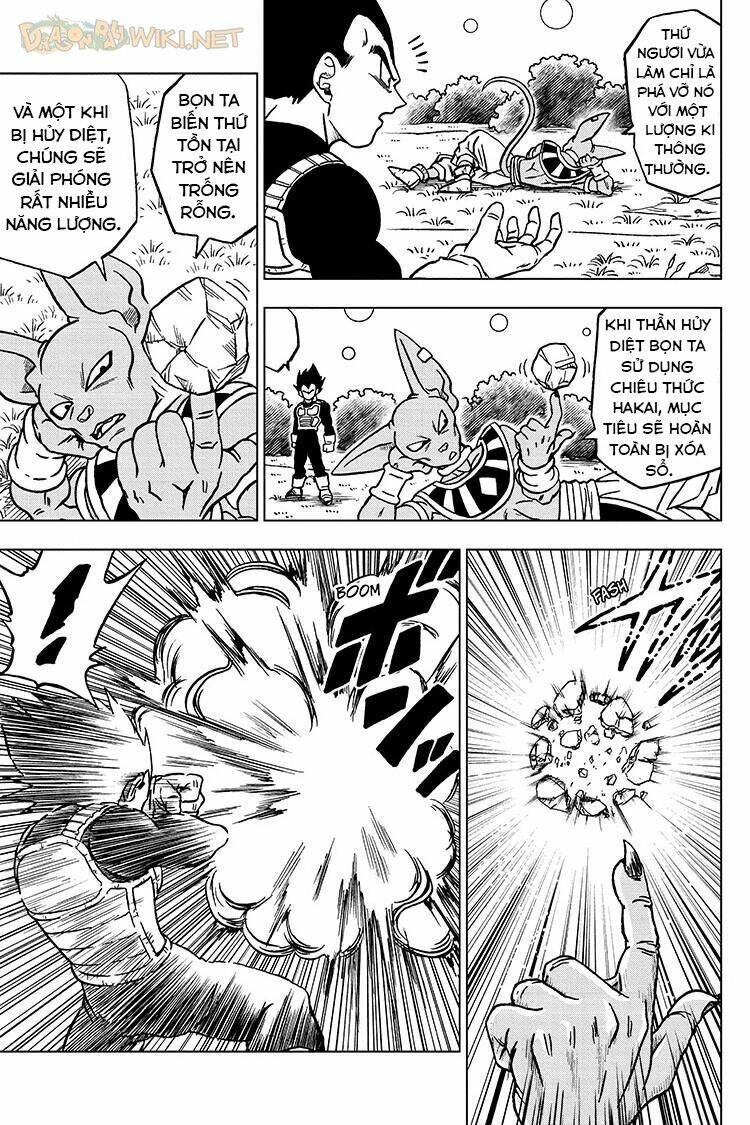 DRAGONBALLWIKI.NET
THỨ
NGƯƠI VỪA
LÀM CHỈ LÀ
PHÁ VỠ NÓ
VỚI MỘT
LƯỢNG KI
THÔNG
THƯỜNG.
KHI THẦN HỦY
DIỆT BỌN TA
SỬ DỤNG
CHIÊU THỨC
HAKAI, MỤC
TIÊU SẼ HOÀN
TOÀN BỊ XÓA
SỔ.
BỌN TA
BIẾN THỨ
TỒN TẠI
TRỞ NÊN
TRỐNG
RỖNG.
VÀ MỘT KHI
BỊ HỦY DIỆT,
CHÚNG SẼ
GIẢI PHÓNG
RẤT NHIỀU
NĂNG LƯỢNG.
FASH
BOOM